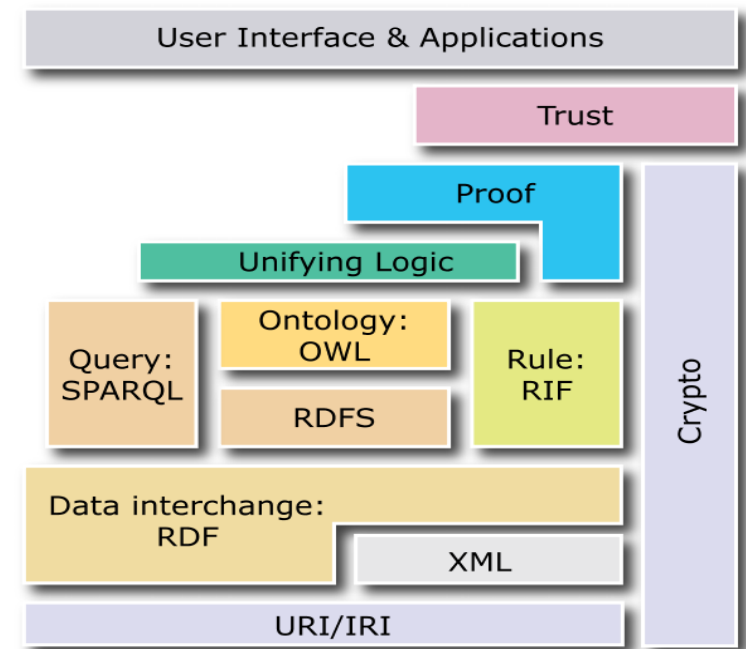 User Interface & Applications
Trust
Proof
Unifying Logic
Query:
SPARQL
Ontology:
OWL
RDFS
Rule:
RIF
Crypto
Data interchange:
RDF
XML
URI/IRI